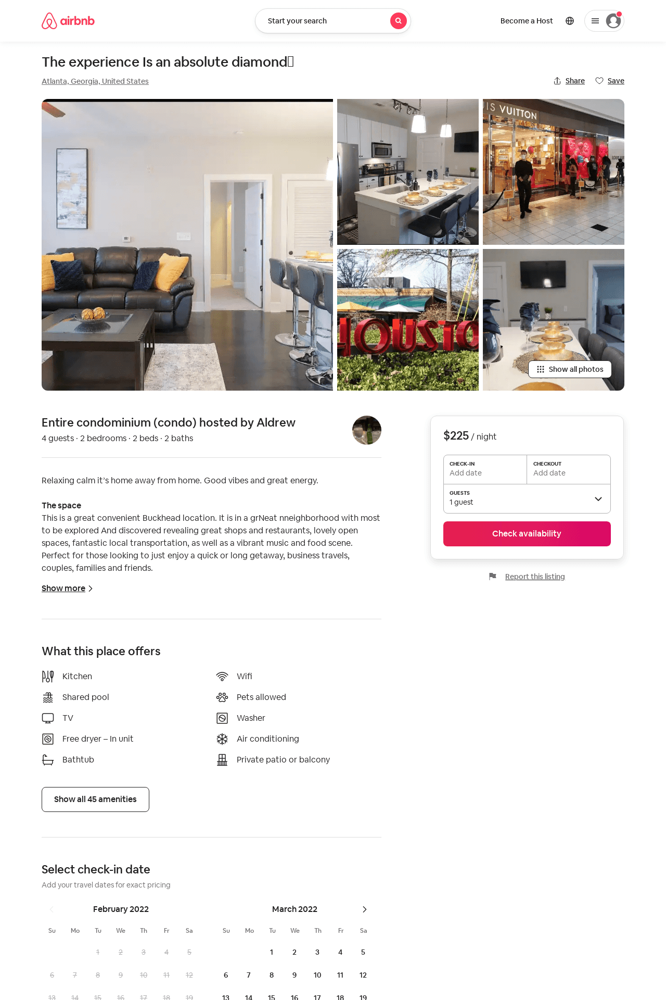 airbnb
Start your search
Become a Host
The experience Is an absolute diamond
Atlanta, Georgia, United States
Share
Save
UIS VUITTON
LOUIS VUIT
HOUSTO
Show all photos
Entire condominium (condo) hosted by Aldrew
4 guests · 2 bedrooms · 2 beds · 2 baths
$225 / night
CHECK-IN
Add date
CHECKOUT
Add date
GUESTS
1 guest
Check availability
Report this listing
Relaxing calm it’s home away from home. Good vibes and great energy.
The space
This is a great convenient Buckhead location. It is in a grNeat nneighborhood with most
to be explored And discovered revealing great shops and restaurants, lovely open
spaces, fantastic local transportation, as well as a vibrant music and food scene.
Perfect for those looking to just enjoy a quick or long getaway, business travels,
couples, families and friends.
Show more
What this place offers
Kitchen
Wifi
Shared pool
Pets allowed
TV
Washer
Free dryer – In unit
Air conditioning
Bathtub
Private patio or balcony
Show all 45 amenities
Select check-in date
Add your travel dates for exact pricing
February 2022
Su Mo Tu We Th Fr Sa
1 2 3 4 5
6 7 8 9 10 11 12
13 14 15 16 17 18 19
March 2022
Su Mo Tu We Th Fr Sa
1 2 3 4 5
6 7 8 9 10 11 12
13 14 15 16 17 18 19